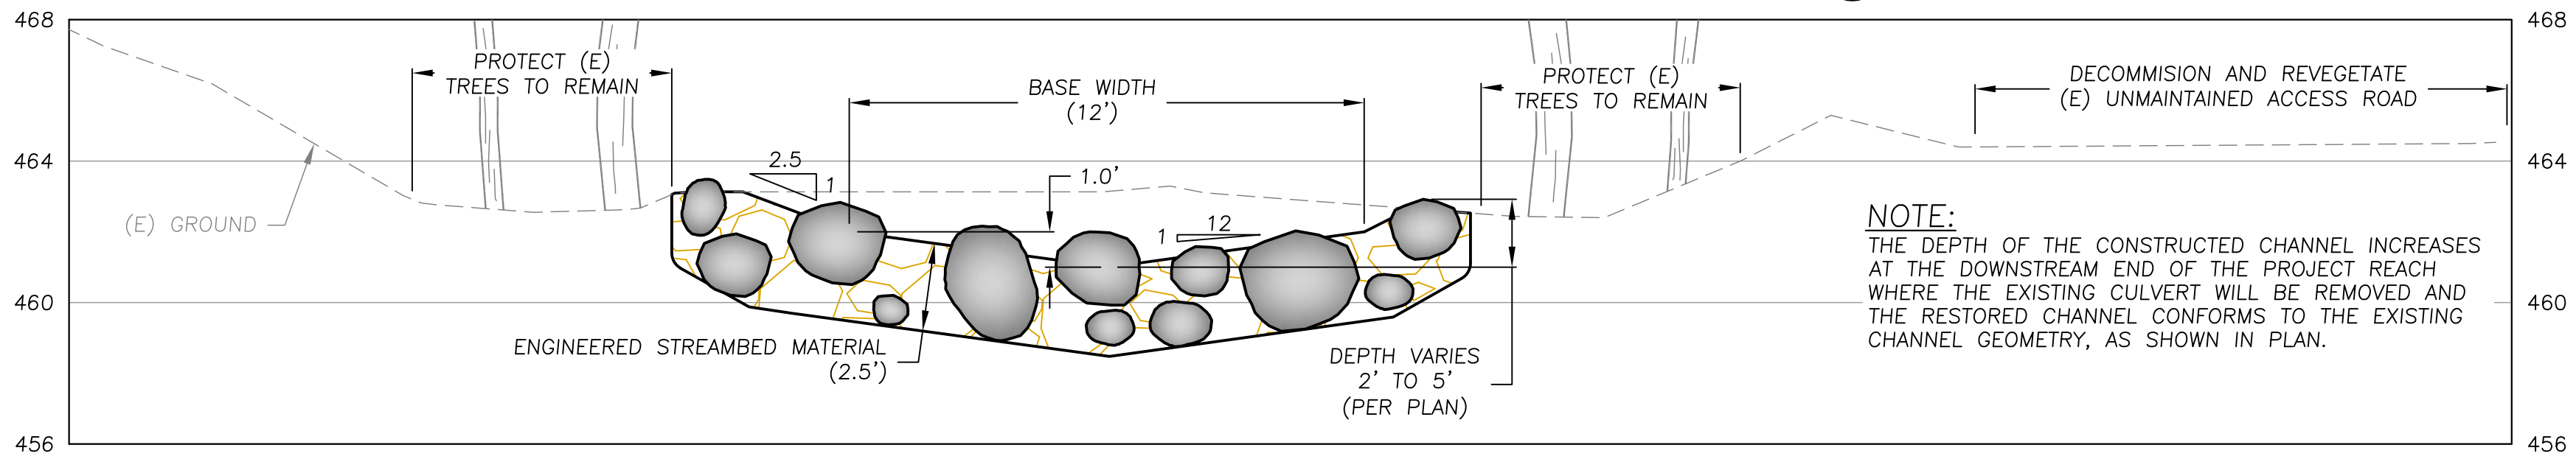 468
468
PROTECT (E)
TREES TO REMAIN
BASE WIDTH
(12')
PROTECT (E)
TREES TO REMAIN
DECOMMISION AND REVEGETATE
(E) UNMAINTAINED ACCESS ROAD
464
464
2.5
1
1.0'
(E) GROUND
12
1
NOTE:
THE DEPTH OF THE CONSTRUCTED CHANNEL INCREASES
AT THE DOWNSTREAM END OF THE PROJECT REACH
WHERE THE EXISTING CULVERT WILL BE REMOVED AND
THE RESTORED CHANNEL CONFORMS TO THE EXISTING
CHANNEL GEOMETRY, AS SHOWN IN PLAN.
460
460
ENGINEERED STREAMBED MATERIAL
(2.5')
DEPTH VARIES
2' TO 5'
(PER PLAN)
456
456